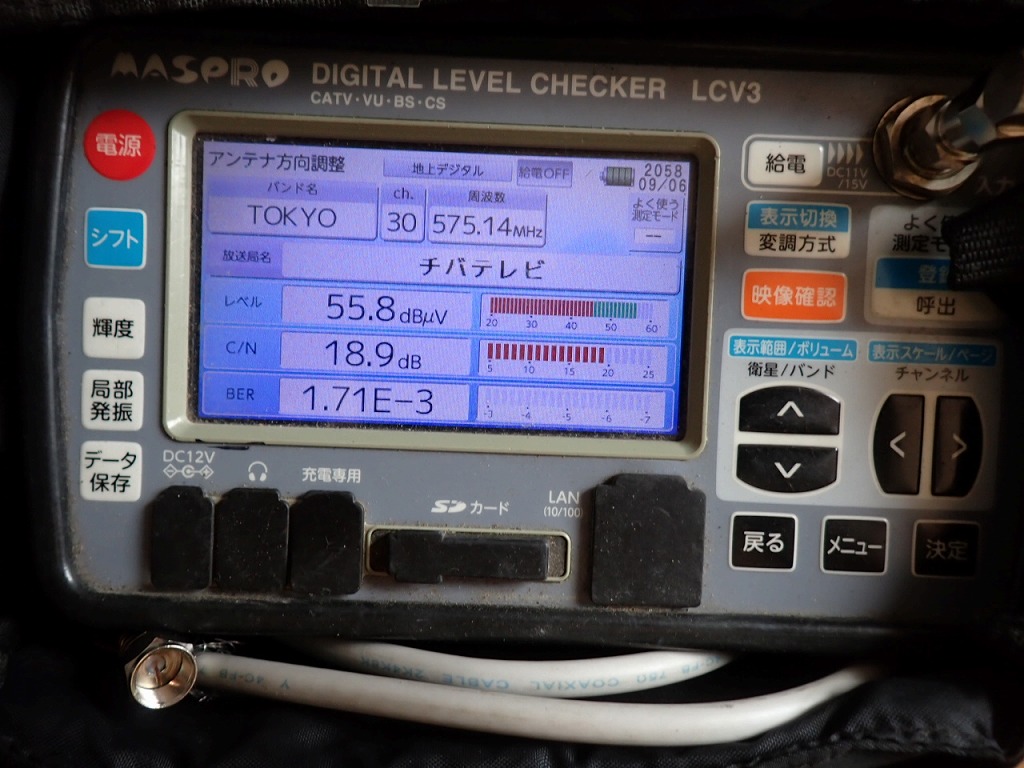 MASPRO DIGITAL LEVEL CHECKER LCV3
CATV・VU・BS・CS
電源
シフト
輝度
局部
発振
データ
保存
アンテナ方向調整 地上デジタル 給電OFF 2058
09/06
バンド名 ch. 周波数 よく使う
測定モード
TOKYO 30 575.14MHz --
放送局名 チバテレビ
レベル 55.8dBμV 20 30 40 50 60
C/N 18.9dB 5 10 15 20 25
BER 1.71E-3 -3 -4 -5 -6 -7
給電 DC11V
/15V
入力
表示切換
変調方式
よく使
測定モ
登録
呼出
映像確認
表示範囲/ボリューム
衛星/バンド
表示スケール/ページ
チャンネル
戻る メニュー 決定
DC12V 充電専用
SDカード
LAN
(10/100)
COAXIAL CABLE